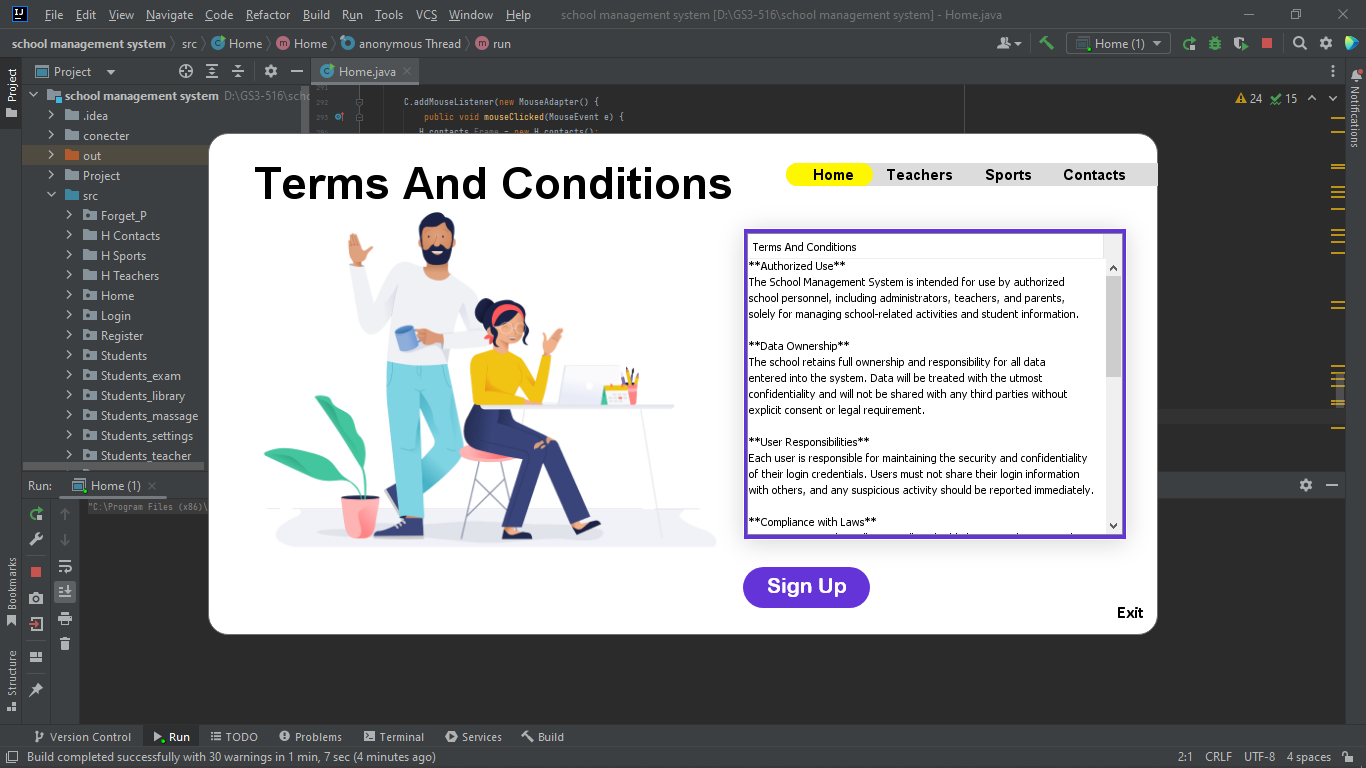 File Edit View Navigate Code Refactor Build Run Tools VCS Window Help school management system [D:\GS3-516\school management system] - Home.java
school management system src Home Home anonymous Thread run Home (1)
Project
Home.java
Project
Notifications
school management system D:\GS3-516\scho
.idea
conecter
out
Project
src
Forget_P
H Contacts
H Sports
H Teachers
Home
Login
Register
Students
Students_exam
Students_library
Students_massage
Students_settings
Students_teacher
291
292 C.addMouseListener(new MouseAdapter() {
293 public void mouseClicked(MouseEvent e) {
H_contacts Frame = new H_contacts();
24 15
Terms And Conditions
Home Teachers Sports Contacts
Terms And Conditions
**Authorized Use**
The School Management System is intended for use by authorized
school personnel, including administrators, teachers, and parents,
solely for managing school-related activities and student information.
**Data Ownership**
The school retains full ownership and responsibility for all data
entered into the system. Data will be treated with the utmost
confidentiality and will not be shared with any third parties without
explicit consent or legal requirement.
**User Responsibilities**
Each user is responsible for maintaining the security and confidentiality
of their login credentials. Users must not share their login information
with others, and any suspicious activity should be reported immediately.
**Compliance with Laws**
Sign Up
Exit
Run: Home (1)
"C:\Program Files (x86)\
Bookmarks
Structure
Version Control Run TODO Problems Terminal Services Build
Build completed successfully with 30 warnings in 1 min, 7 sec (4 minutes ago) 2:1 CRLF UTF-8 4 spaces